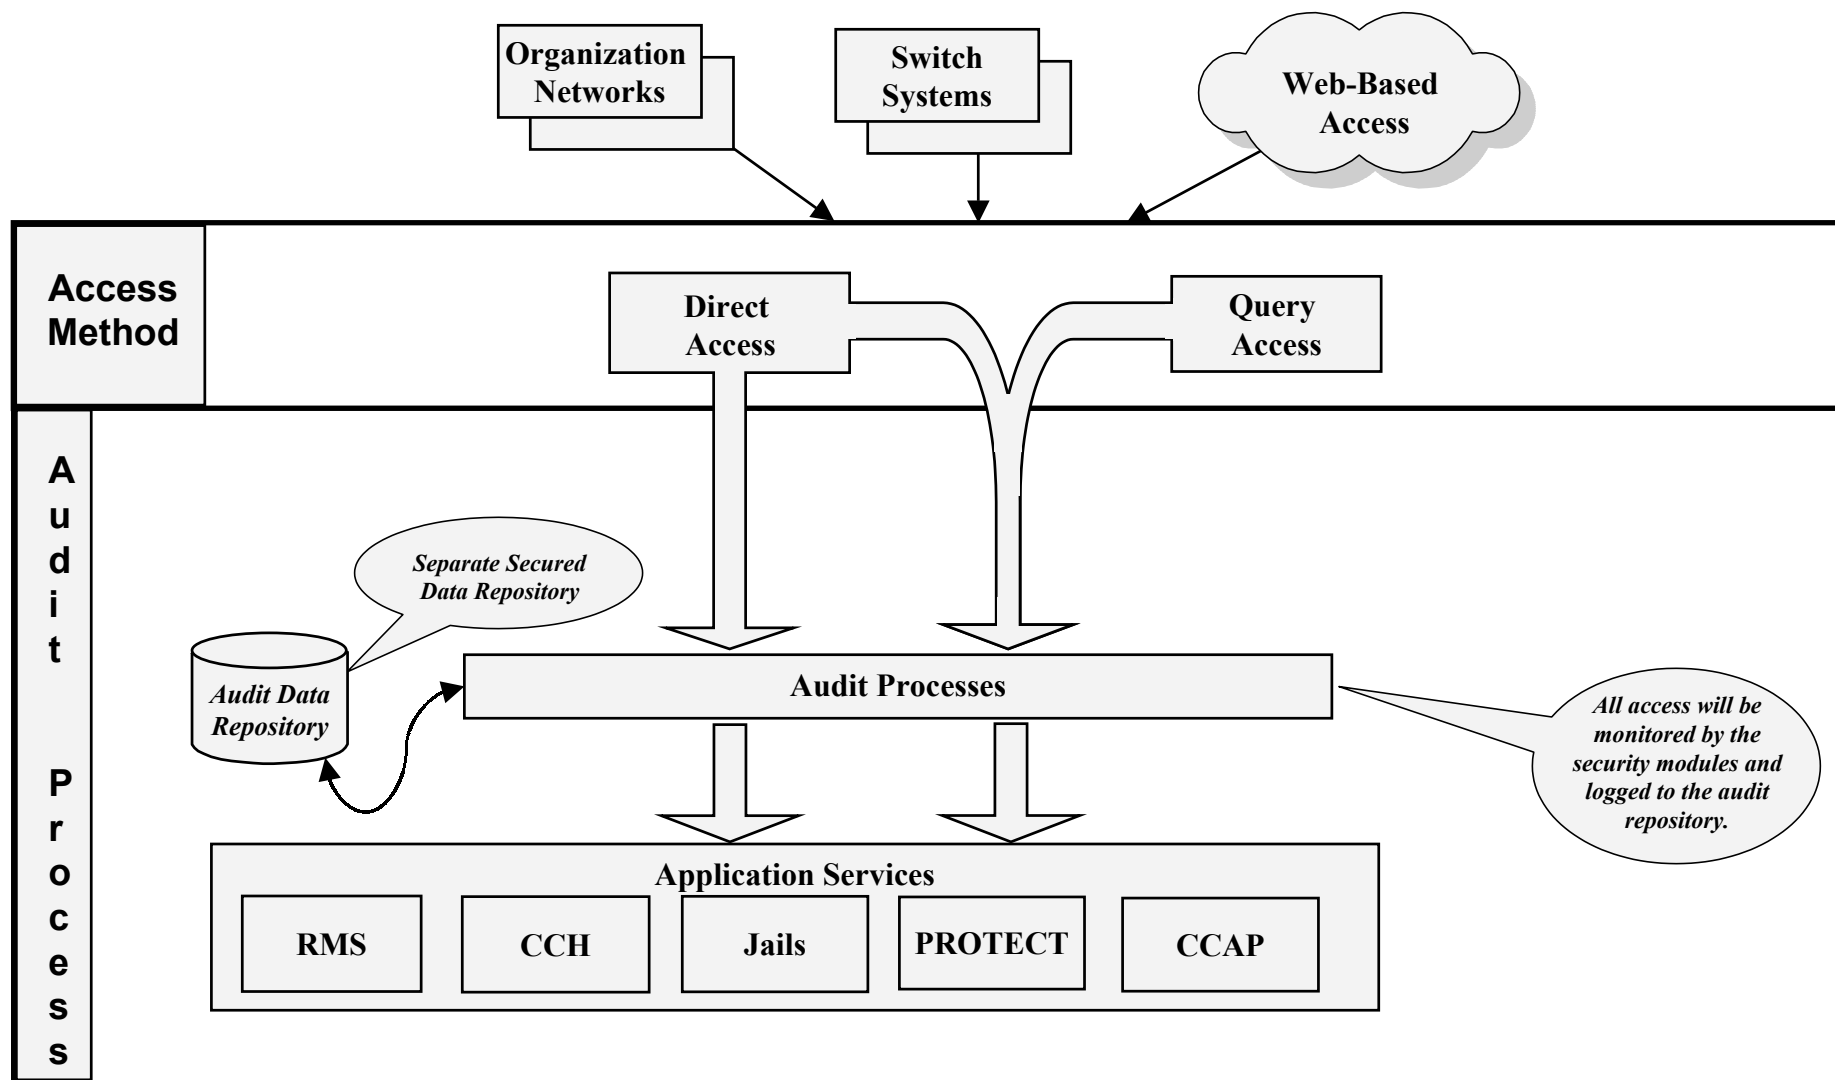 Organization
Networks
Switch
Systems
Web-Based
Access
Access
Method
Direct
Access
Query
Access
Audit
Process
Separate Secured
Data Repository
Audit Data
Repository
Audit Processes
All access will be
monitored by the
security modules and
logged to the audit
repository.
Application Services
RMS
CCH
Jails
PROTECT
CCAP